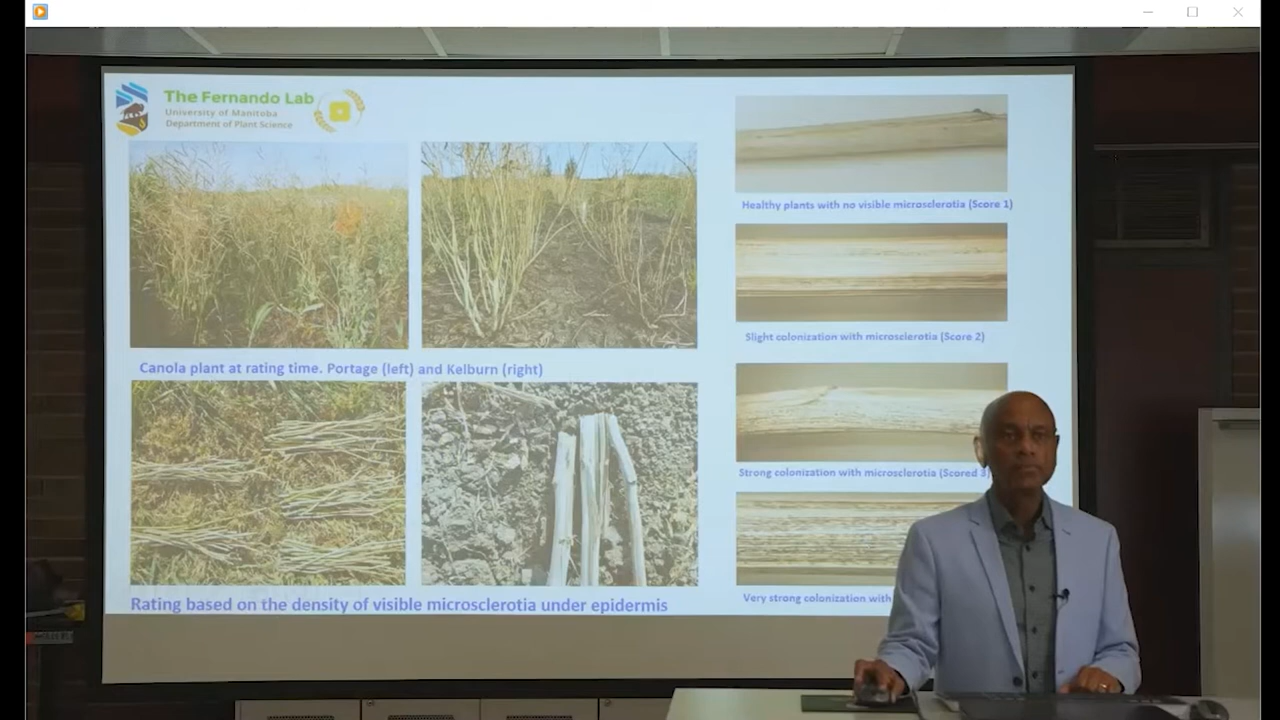 The Fernando Lab
University of Manitoba
Department of Plant Science
Healthy plants with no visible microsclerotia (Score 1)
Slight colonization with microsclerotia (Score 2)
Canola plant at rating time. Portage (left) and Kelburn (right)
Strong colonization with microsclerotia (Scored 3)
Very strong colonization with
Rating based on the density of visible microsclerotia under epidermis